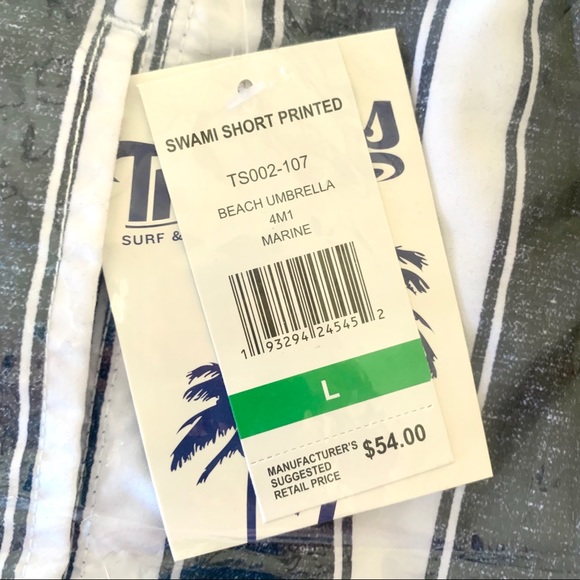 SWAMI SHORT PRINTED
TS002-107
BEACH UMBRELLA
4M1
MARINE
1 93294 24545 2
L
MANUFACTURER'S
SUGGESTED
RETAIL PRICE
$54.00
SURF &